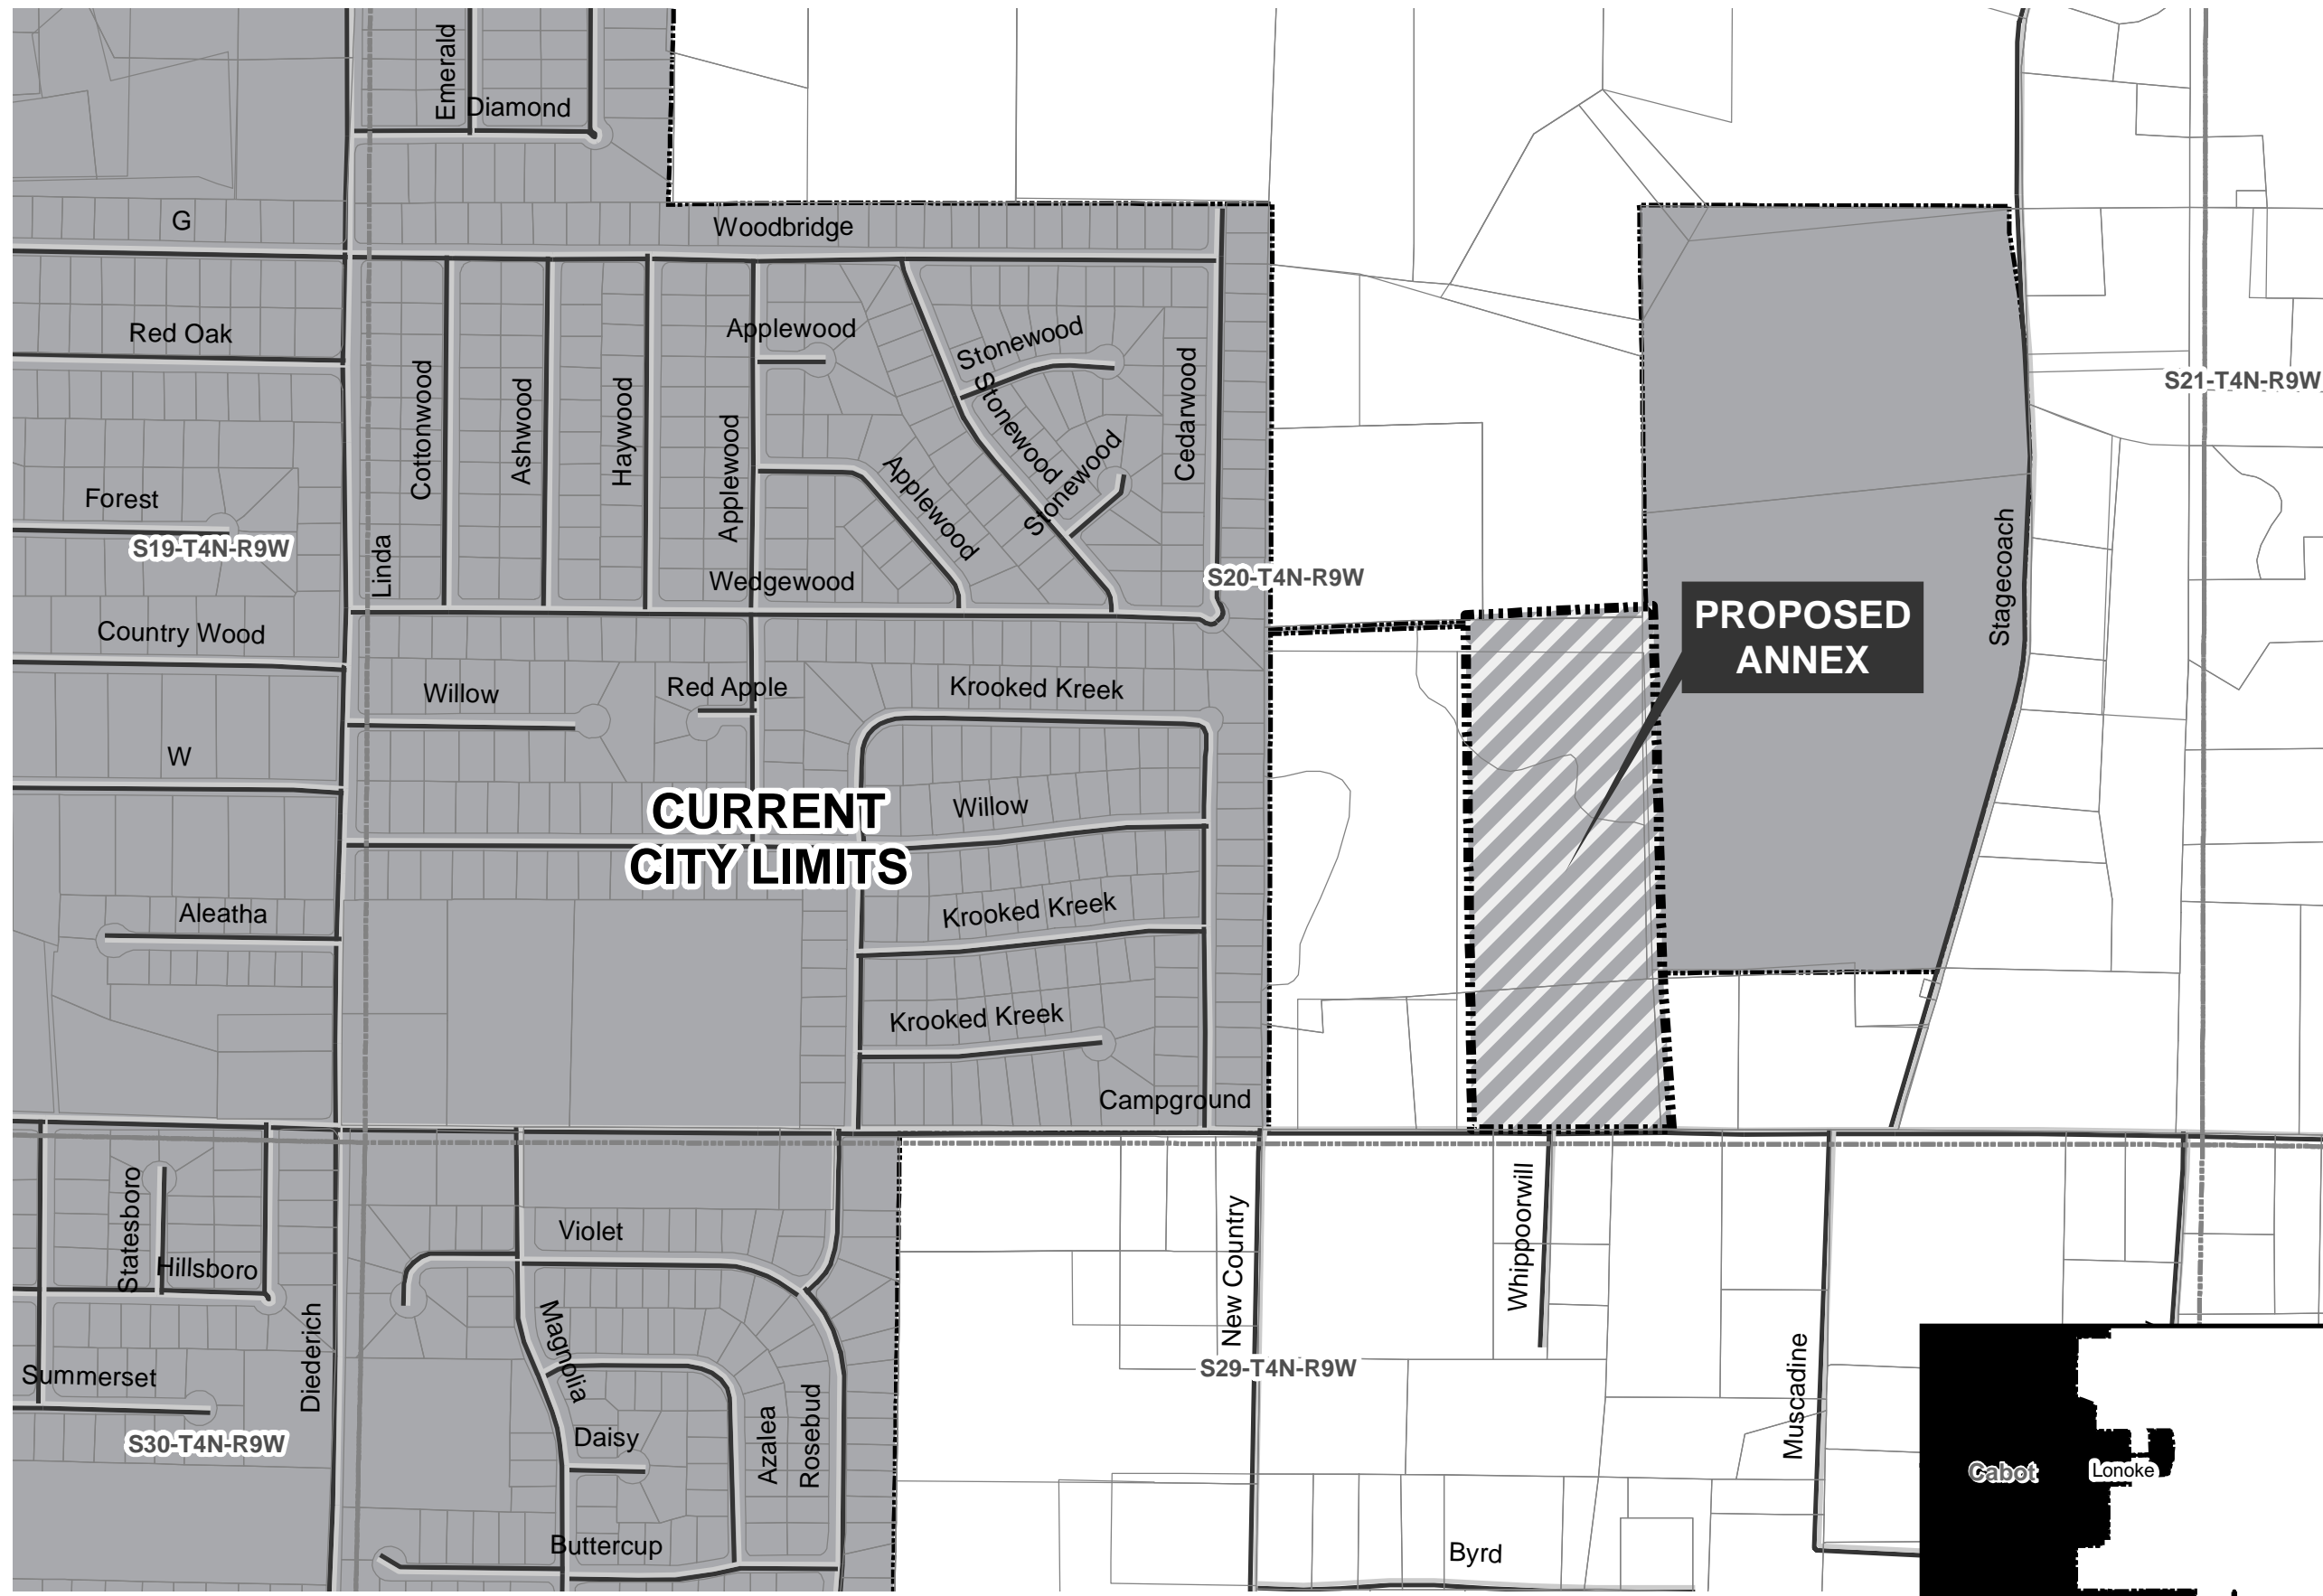 Emerald
Diamond
G
Woodbridge
Red Oak
Applewood
Stonewood
S Stonewood
Cottonwood
Ashwood
Haywood
Applewood
Applewood
Stonewood
Cedarwood
S21-T4N-R9W
Forest
S19-T4N-R9W
Linda
Wedgewood
S20-T4N-R9W
Stagecoach
PROPOSED
ANNEX
Country Wood
Willow
Red Apple
Krooked Kreek
W
CURRENT
CITY LIMITS
Willow
Aleatha
Krooked Kreek
Krooked Kreek
Campground
Statesboro
Hillsboro
Violet
New Country
Whippoorwill
Diederich
Magnolia
Summerset
S29-T4N-R9W
Muscadine
S30-T4N-R9W
Daisy
Azalea
Rosebud
Cabot
Lonoke
Buttercup
Byrd